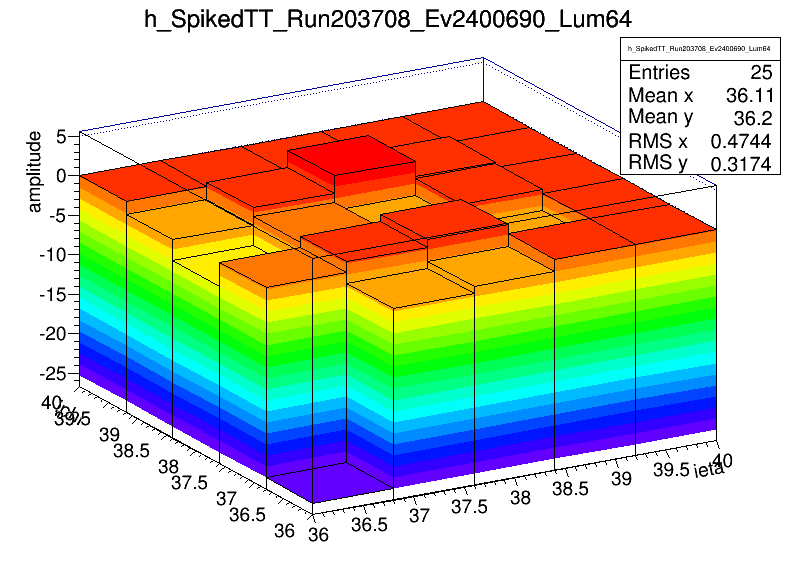 h_SpikedTT_Run203708_Ev2400690_Lum64
h_SpikedTT_Run203708_Ev2400690_Lum64
Entries 25
Mean x 36.11
Mean y 36.2
RMS x 0.4744
RMS y 0.3174
amplitude
5
0
-5
-10
-15
-20
-25
40
39.5
39
38.5
38
37.5
37
36.5
36
36
36.5
37
37.5
38
38.5
39
39.5
40
ieta